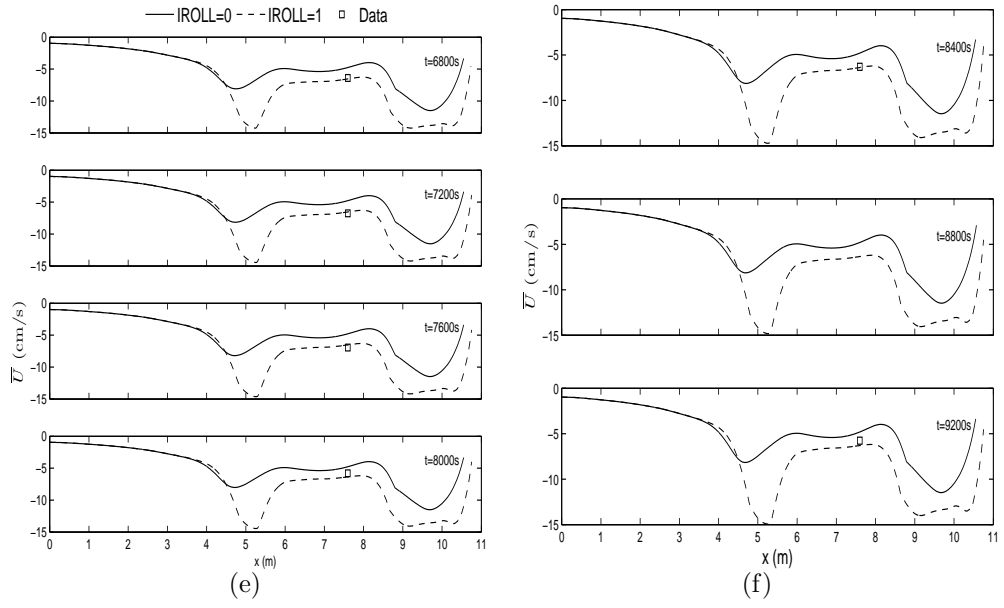 IROLL=0 IROLL=1 Data
0
−5
−10
−15
t=6800s
0
−5
−10
−15
t=7200s
0
−5
−10
−15
t=7600s
0
−5
−10
−15
t=8000s
0 1 2 3 4 5 6 7 8 9 10 11
x (m)
U̅ (cm/s)
(e)
0
−5
−10
−15
t=8400s
0
−5
−10
−15
t=8800s
0
−5
−10
−15
t=9200s
0 1 2 3 4 5 6 7 8 9 10 11
x (m)
U̅ (cm/s)
(f)